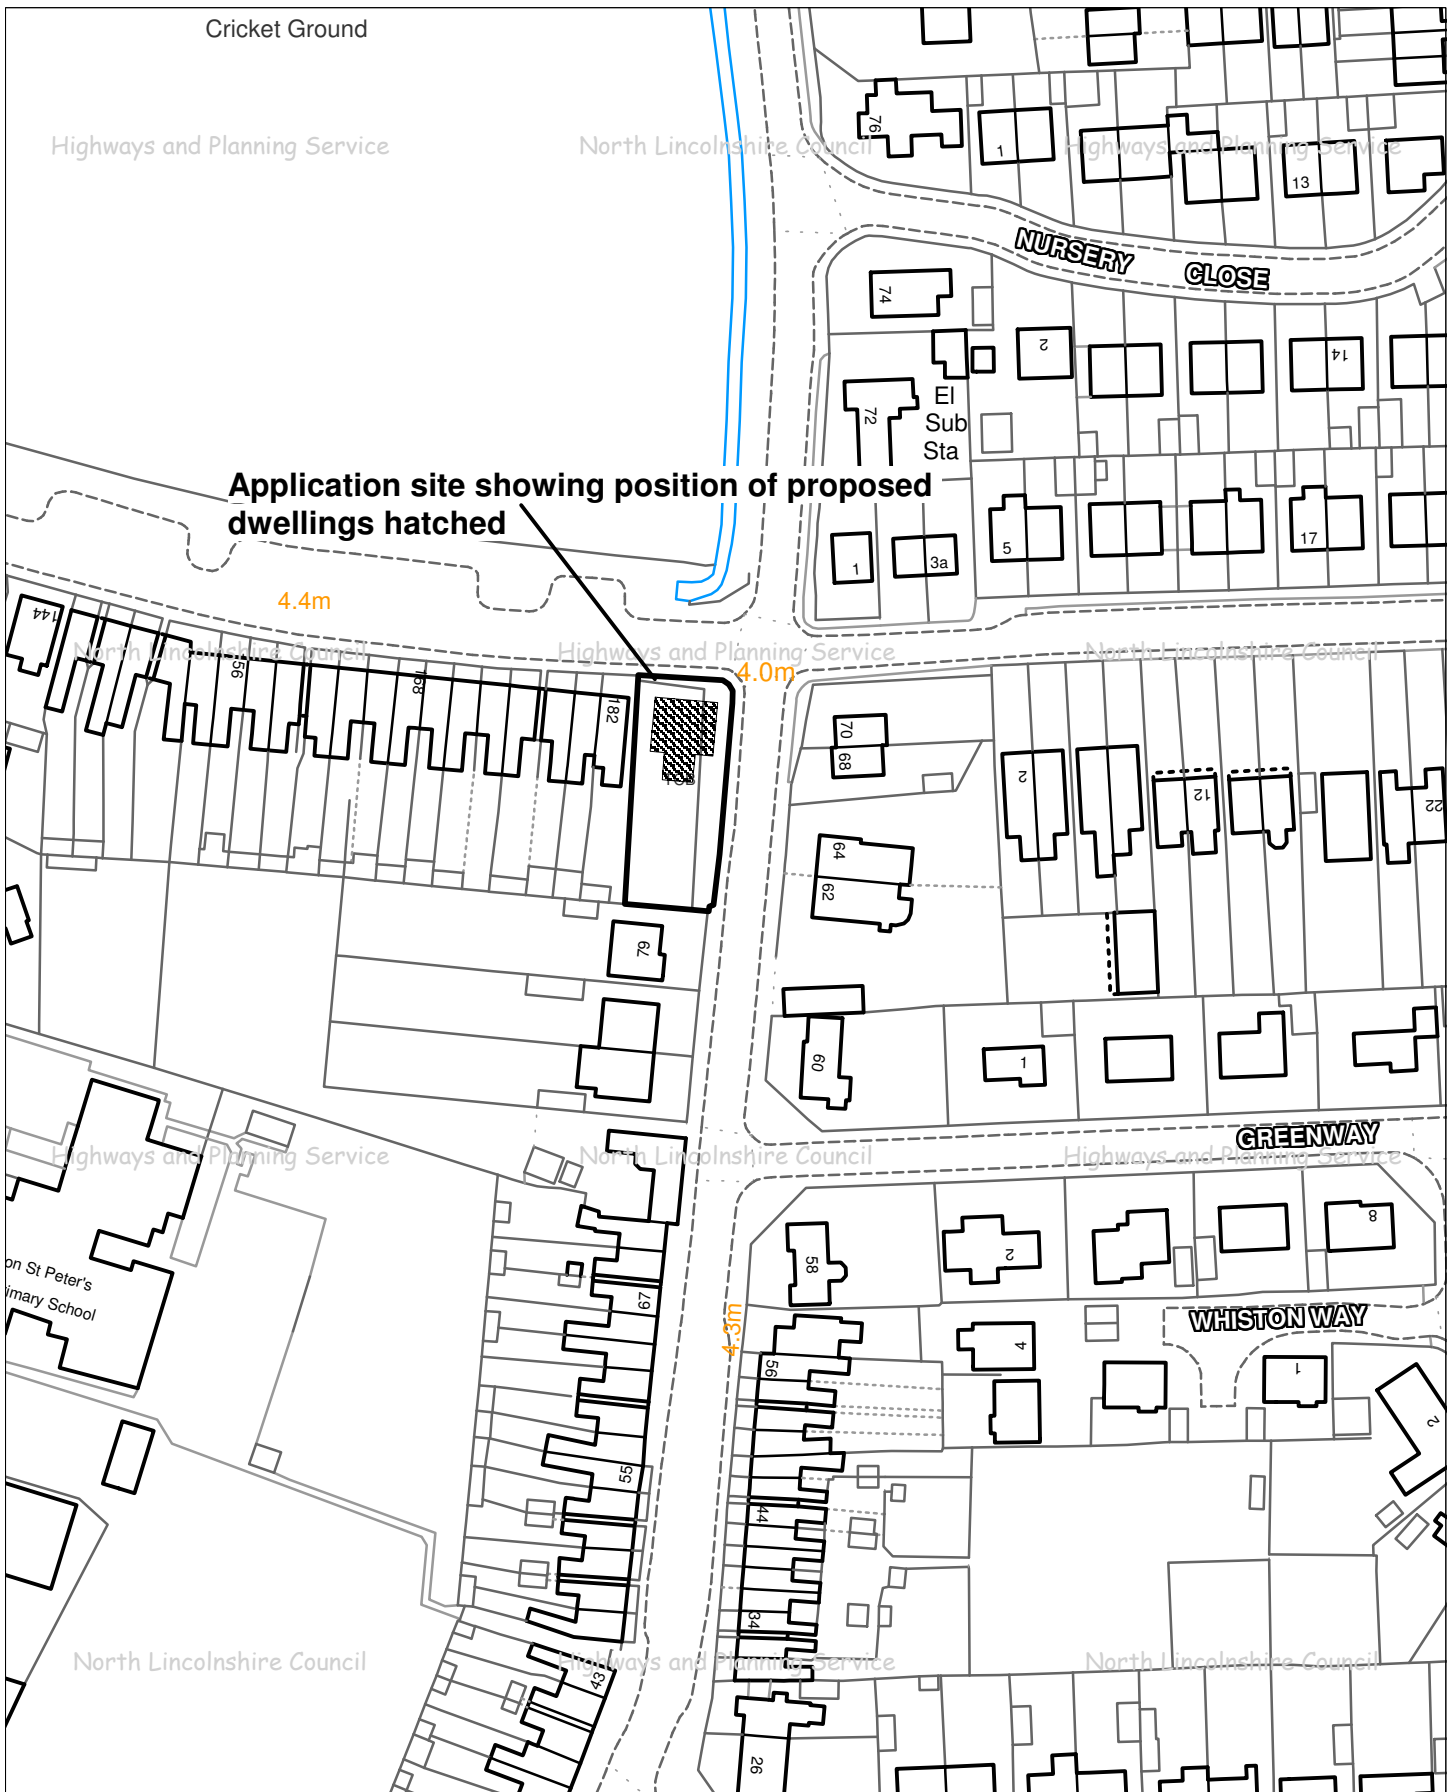 Cricket Ground
Highways and Planning Service
North Lincolnshire Council
Highways and Planning Service
76
1
13
NURSERY CLOSE
74
2
14
72
El
Sub
Sta
Application site showing position of proposed
dwellings hatched
1
3a
5
17
4.4m
144
North Lincolnshire Council
Highways and Planning Service
North Lincolnshire Council
4.0m
156
168
182
70
68
2
12
22
64
62
79
60
1
GREENWAY
Highways and Planning Service
North Lincolnshire Council
Highways and Planning Service
58
2
8
on St Peter's
imary School
67
4.3m
WHISTON WAY
56
4
1
2
55
44
34
North Lincolnshire Council
Highways and Planning Service
North Lincolnshire Council
43
26